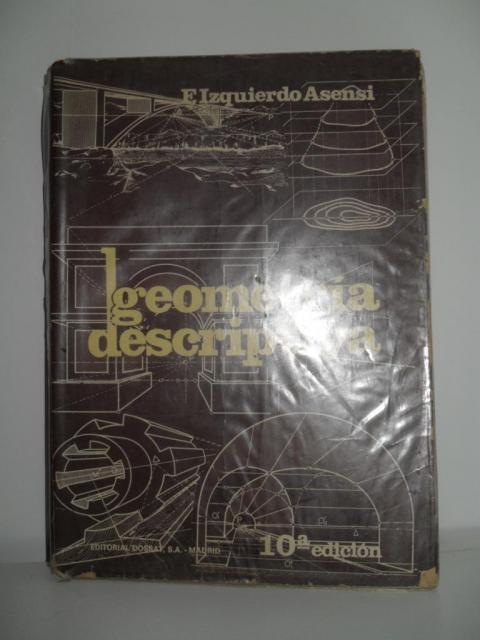 F. Izquierdo Asensi
geometría
descriptiva
EDITORIAL DOSSAT, S.A. - MADRID
10ª edición